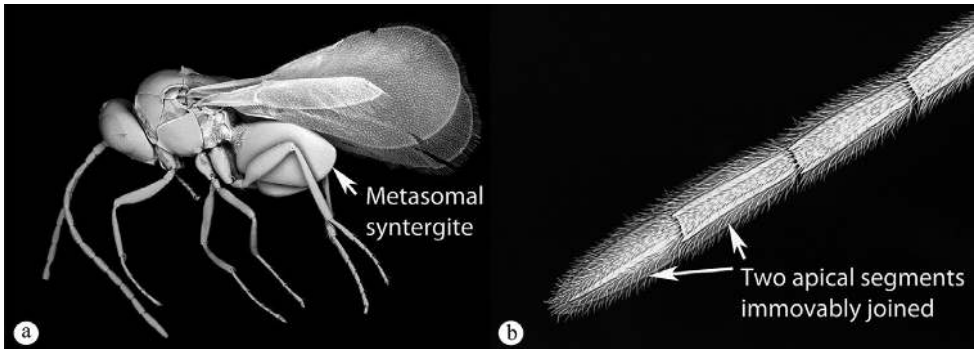 Metasomal
syntergite
a
Two apical segments
immovably joined
b